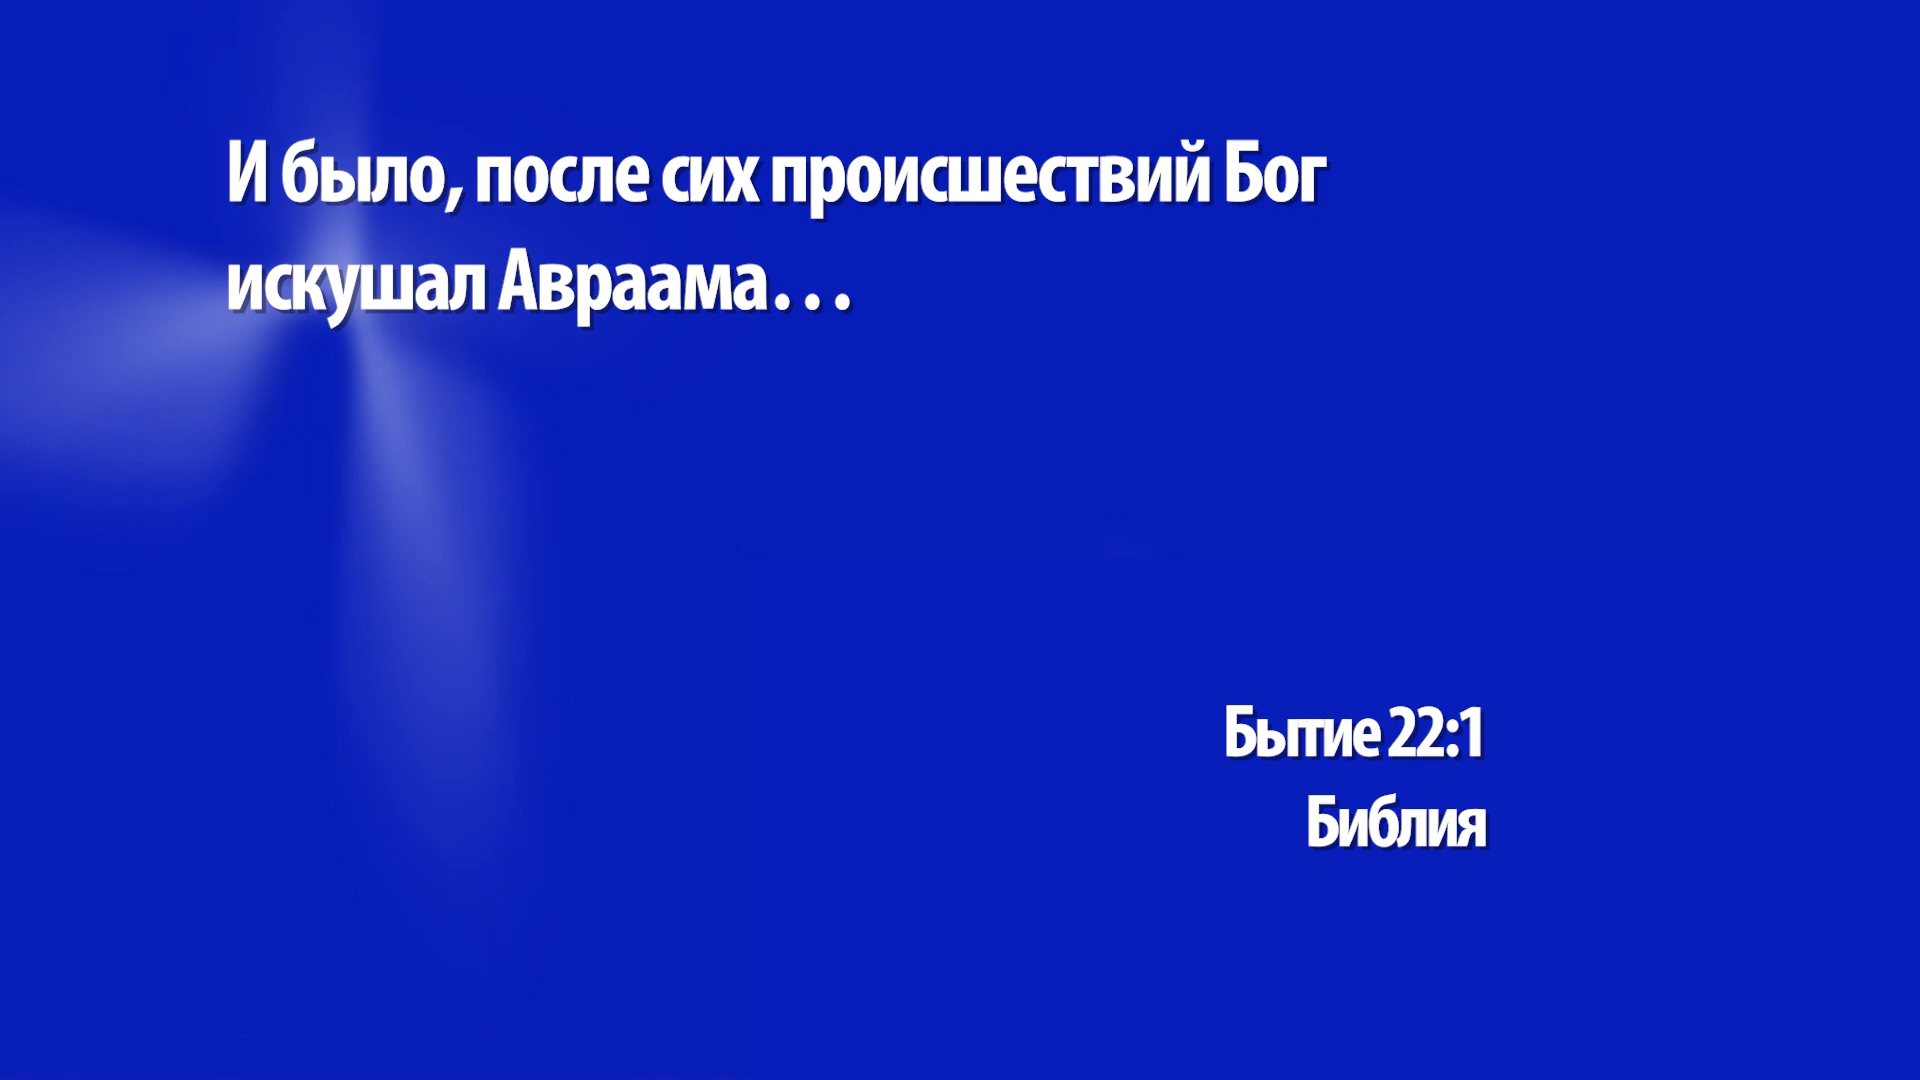 И было, после сих происшествий Бог
искушал Авраама…
Бытие 22:1
Библия